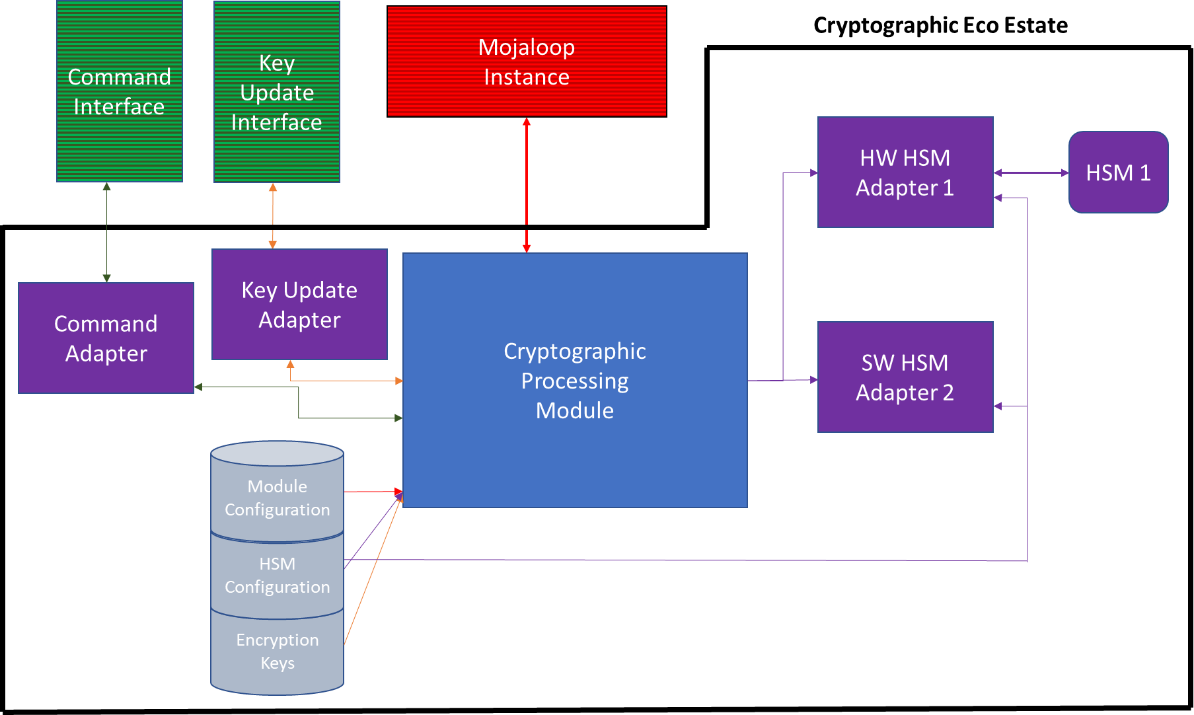 Cryptographic Eco Estate
Command
Interface
Key
Update
Interface
Mojaloop
Instance
HW HSM
Adapter 1
HSM 1
Command
Adapter
Key Update
Adapter
Cryptographic
Processing
Module
SW HSM
Adapter 2
Module
Configuration
HSM
Configuration
Encryption
Keys